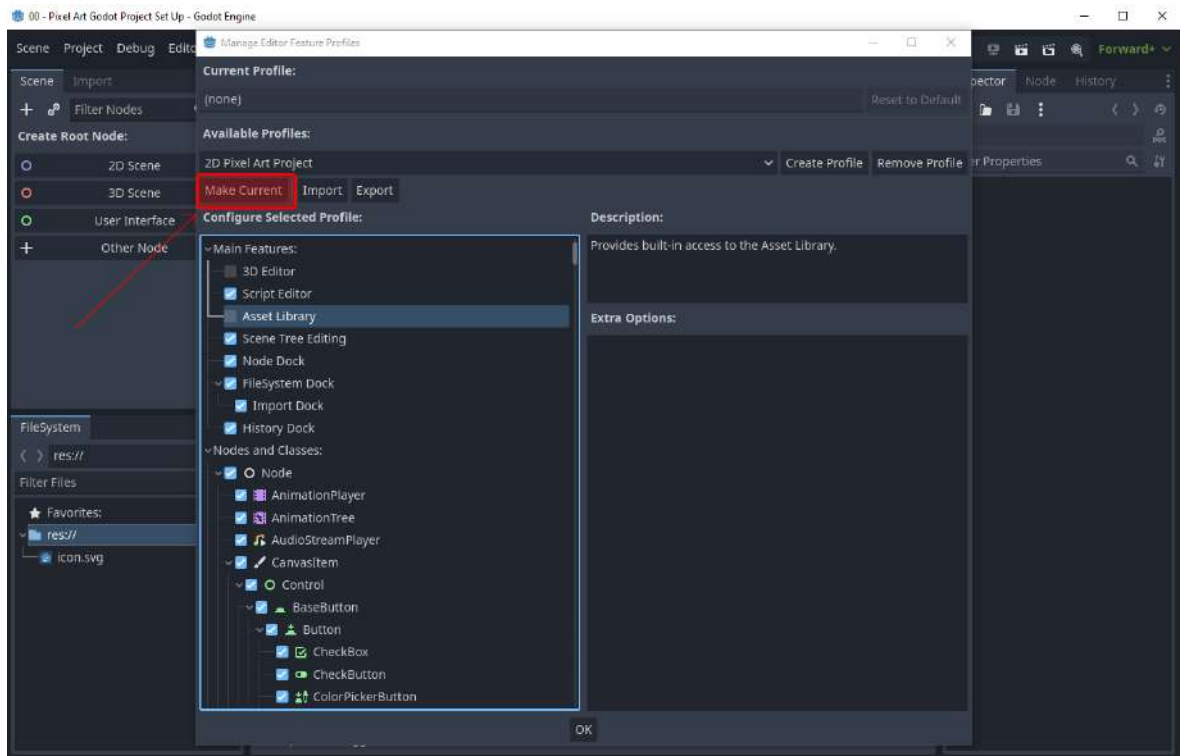 00 - Pixel Art Godot Project Set Up - Godot Engine
Scene Project Debug Edito
Manage Editor Feature Profiles
Forward+
Scene Import
Current Profile:
pector Node History
Filter Nodes
(none) Reset to Default
Create Root Node:
Available Profiles:
2D Scene
2D Pixel Art Project Create Profile Remove Profile
er Properties
3D Scene
Make Current Import Export
User Interface
Configure Selected Profile: Description:
Other Node
Main Features:
Provides built-in access to the Asset Library.
3D Editor
Script Editor
Asset Library
Extra Options:
Scene Tree Editing
Node Dock
FileSystem Dock
Import Dock
History Dock
FileSystem
Nodes and Classes:
res://
Node
Filter Files
AnimationPlayer
Favorites:
AnimationTree
res://
AudioStreamPlayer
icon.svg
CanvasItem
Control
BaseButton
Button
CheckBox
CheckButton
ColorPickerButton
OK